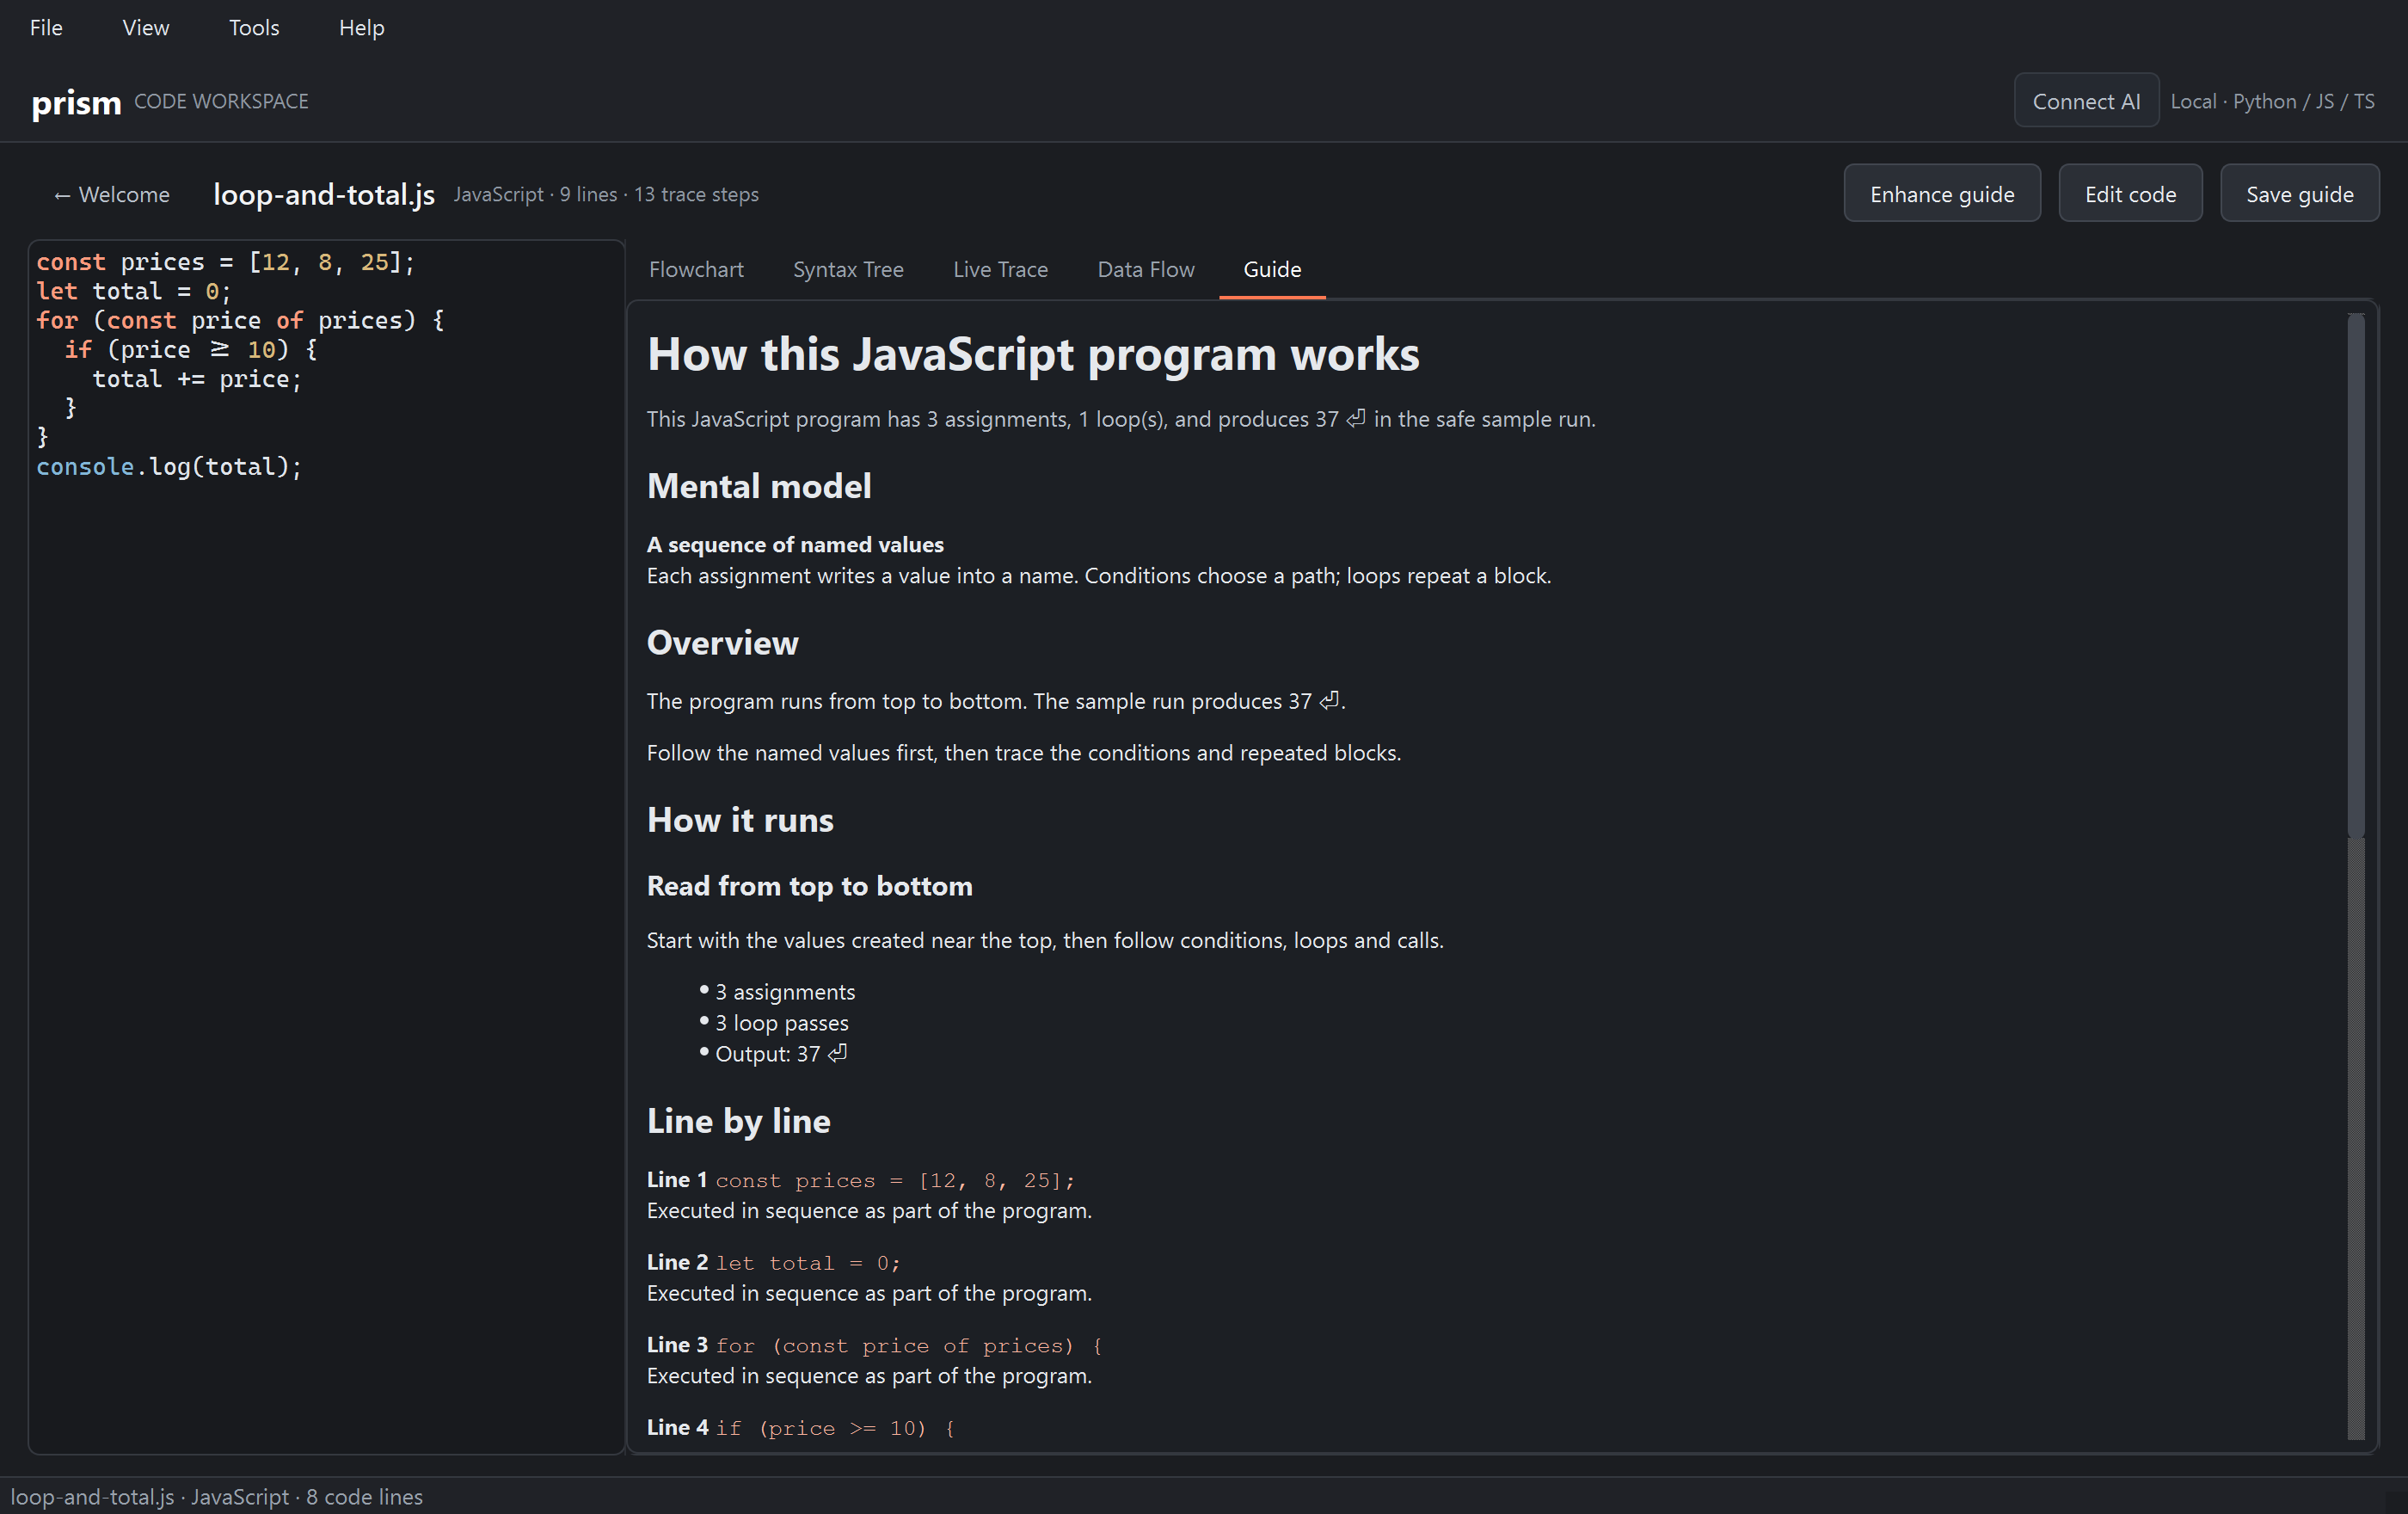 File View Tools Help
prism CODE WORKSPACE
Connect AI Local · Python / JS / TS
← Welcome loop-and-total.js JavaScript · 9 lines · 13 trace steps
Enhance guide Edit code Save guide
const prices = [12, 8, 25];
let total = 0;
for (const price of prices) {
  if (price ≥ 10) {
    total += price;
  }
}
console.log(total);
Flowchart Syntax Tree Live Trace Data Flow Guide
How this JavaScript program works
This JavaScript program has 3 assignments, 1 loop(s), and produces 37 ⏎ in the safe sample run.
Mental model
A sequence of named values
Each assignment writes a value into a name. Conditions choose a path; loops repeat a block.
Overview
The program runs from top to bottom. The sample run produces 37 ⏎.
Follow the named values first, then trace the conditions and repeated blocks.
How it runs
Read from top to bottom
Start with the values created near the top, then follow conditions, loops and calls.
• 3 assignments
• 3 loop passes
• Output: 37 ⏎
Line by line
Line 1 const prices = [12, 8, 25];
Executed in sequence as part of the program.
Line 2 let total = 0;
Executed in sequence as part of the program.
Line 3 for (const price of prices) {
Executed in sequence as part of the program.
Line 4 if (price >= 10) {
loop-and-total.js · JavaScript · 8 code lines